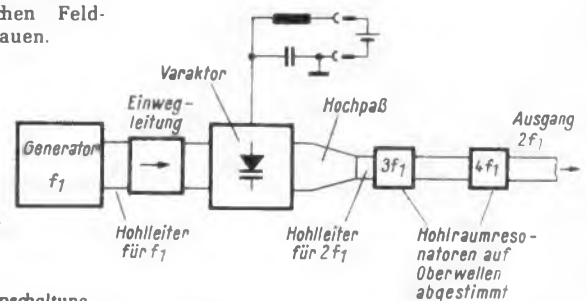 chen Feld-
auen.
Varaktor
Einweg-
leitung
Hochpaß
Ausgang
2f₁
Generator
f₁
3f₁
4f₁
Hohlleiter
für f₁
Hohlleiter
für 2f₁
Hohlraumreso-
natoren auf
Oberwellen
abgestimmt